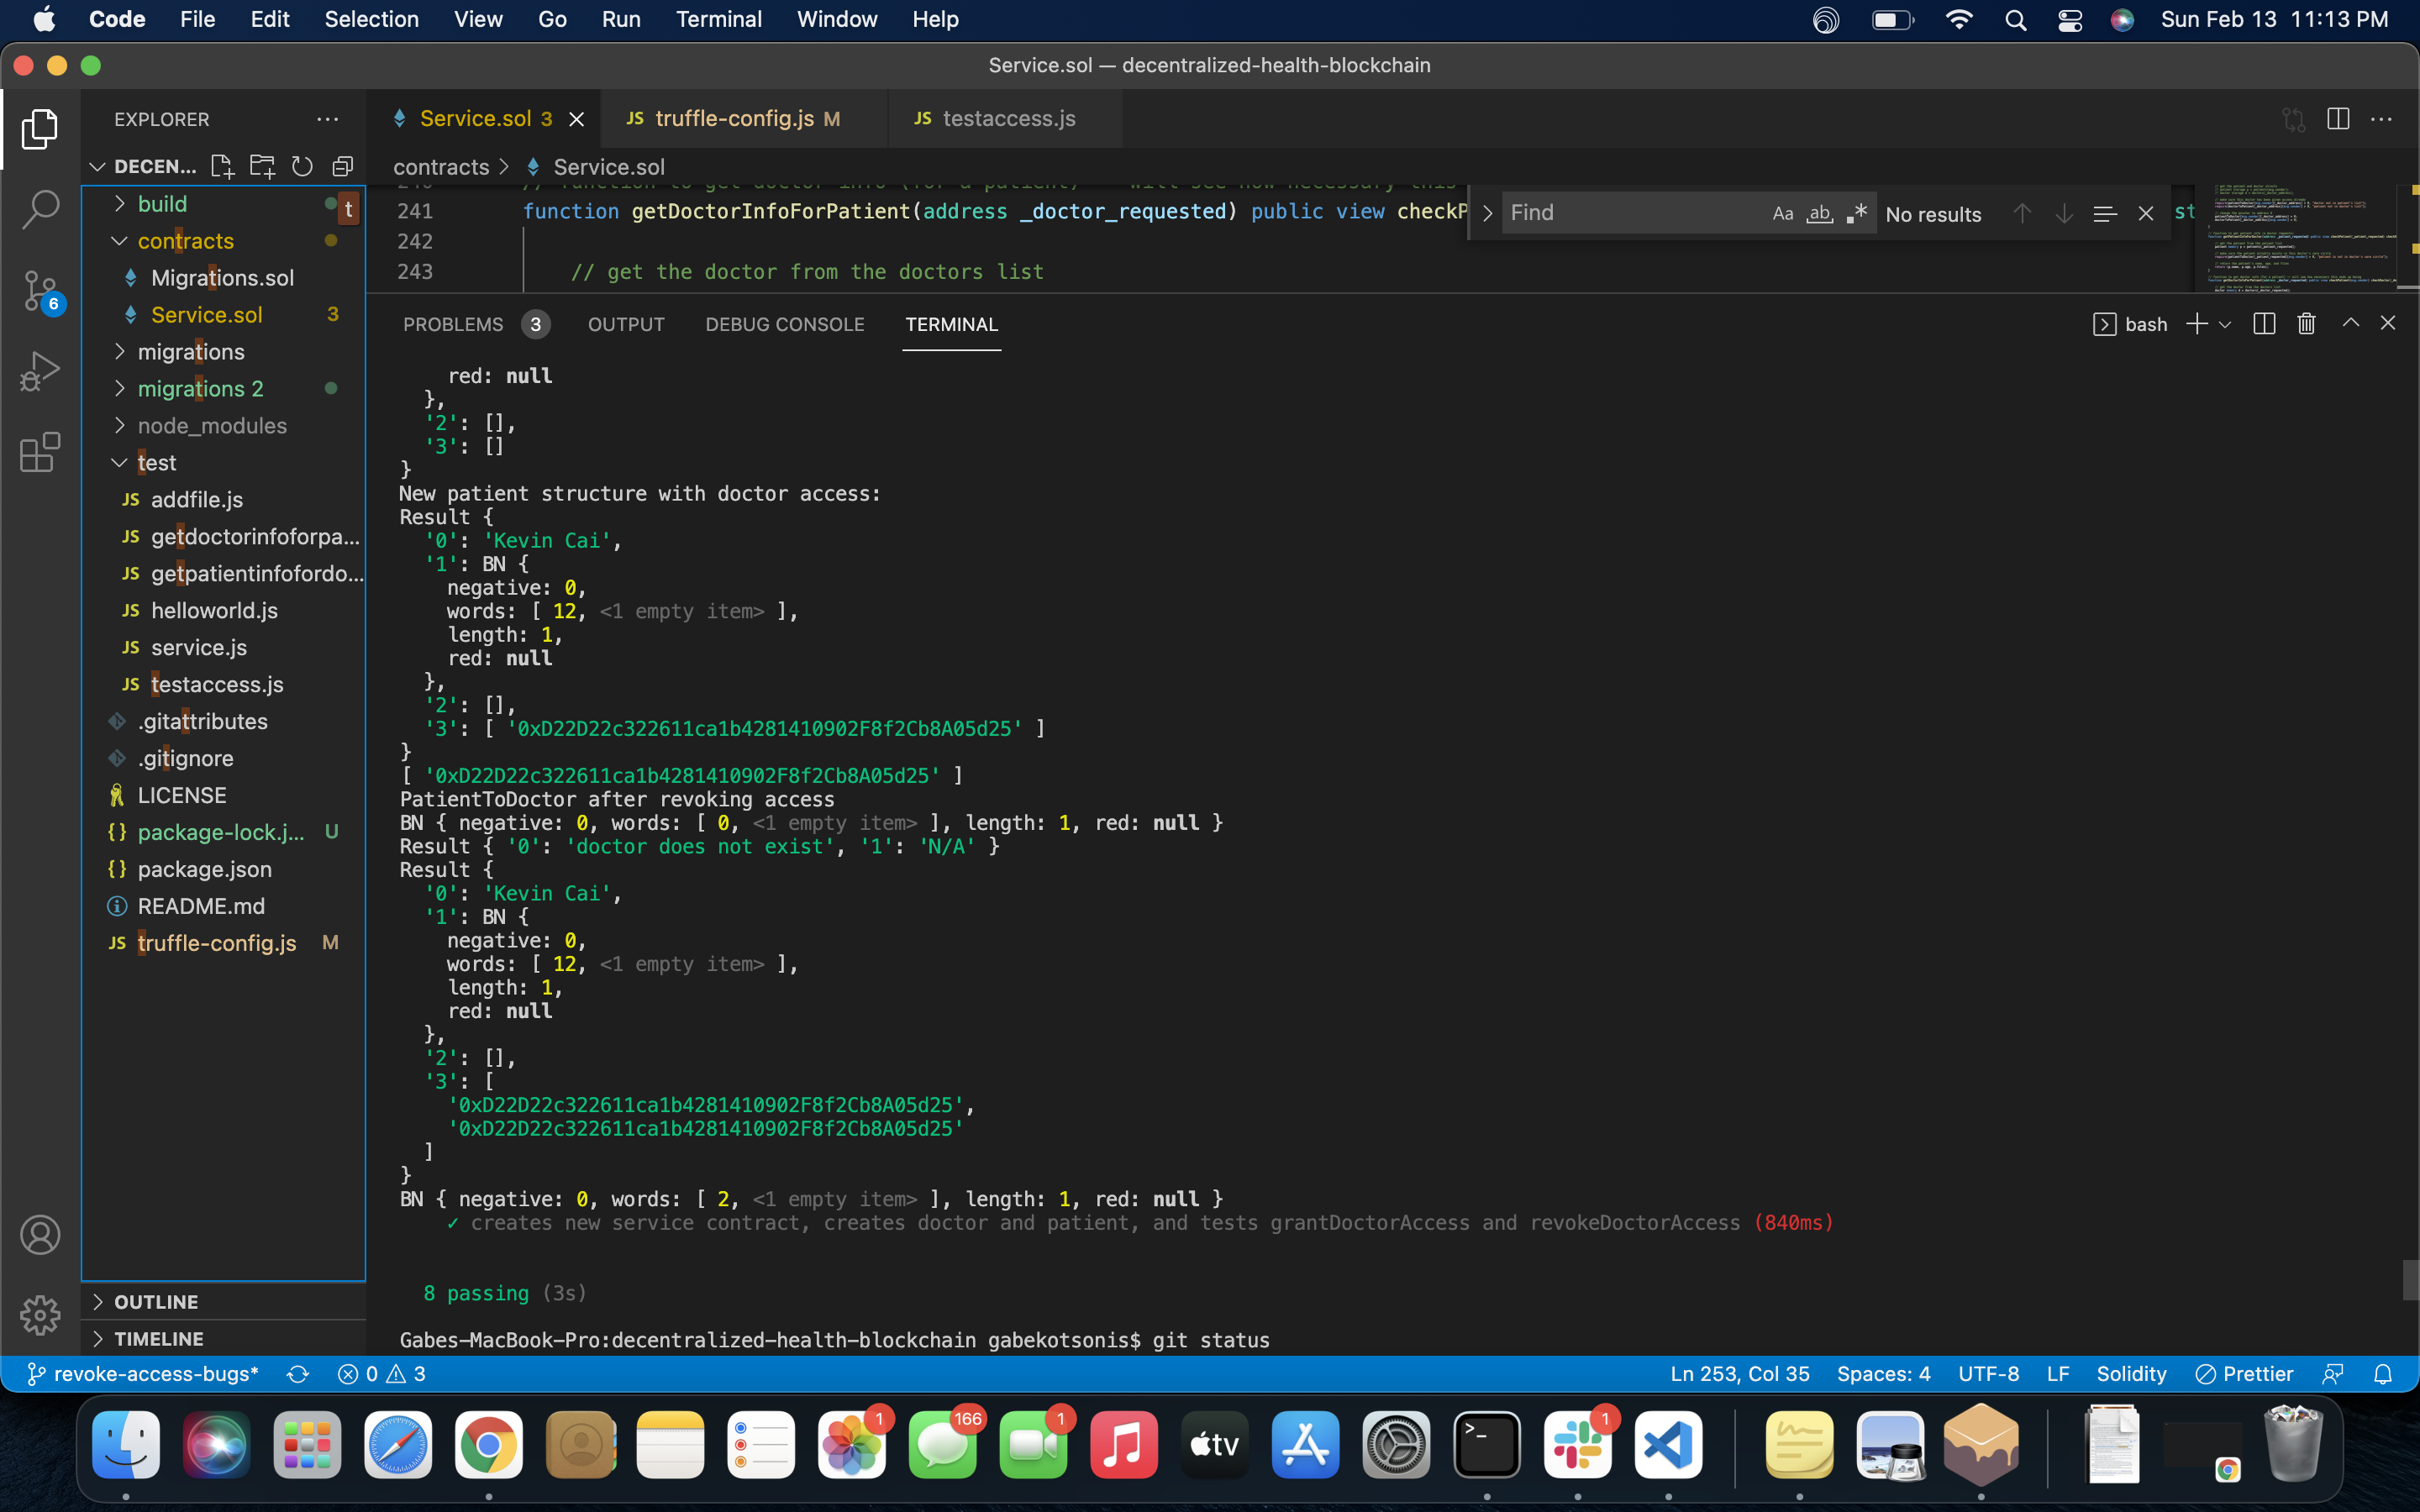 Code File Edit Selection View Go Run Terminal Window Help Sun Feb 13 11:13 PM
Service.sol — decentralized-health-blockchain
EXPLORER
Service.sol 3
JS truffle-config.js M
JS testaccess.js
DECEN...
contracts > Service.sol
build
t
contracts
Migrations.sol
Service.sol 3
migrations
migrations 2
node_modules
test
JS addfile.js
JS getdoctorinfoforpa...
JS getpatientinfofordo...
JS helloworld.js
JS service.js
JS testaccess.js
.gitattributes
.gitignore
LICENSE
{} package-lock.j... U
{} package.json
README.md
JS truffle-config.js M
OUTLINE
TIMELINE
6
241 function getDoctorInfoForPatient(address _doctor_requested) public view checkP
242
243 // get the doctor from the doctors list
Find
Aa ab .*
No results
st
PROBLEMS 3 OUTPUT DEBUG CONSOLE TERMINAL
bash
red: null
},
'2': [],
'3': []
}
New patient structure with doctor access:
Result {
'0': 'Kevin Cai',
'1': BN {
negative: 0,
words: [ 12, <1 empty item> ],
length: 1,
red: null
},
'2': [],
'3': [ '0xD22D22c322611ca1b4281410902F8f2Cb8A05d25' ]
}
[ '0xD22D22c322611ca1b4281410902F8f2Cb8A05d25' ]
PatientToDoctor after revoking access
BN { negative: 0, words: [ 0, <1 empty item> ], length: 1, red: null }
Result { '0': 'doctor does not exist', '1': 'N/A' }
Result {
'0': 'Kevin Cai',
'1': BN {
negative: 0,
words: [ 12, <1 empty item> ],
length: 1,
red: null
},
'2': [],
'3': [
'0xD22D22c322611ca1b4281410902F8f2Cb8A05d25',
'0xD22D22c322611ca1b4281410902F8f2Cb8A05d25'
]
}
BN { negative: 0, words: [ 2, <1 empty item> ], length: 1, red: null }
✓ creates new service contract, creates doctor and patient, and tests grantDoctorAccess and revokeDoctorAccess (840ms)
8 passing (3s)
Gabes-MacBook-Pro:decentralized-health-blockchain gabekotsonis$ git status
revoke-access-bugs* 0 3
Ln 253, Col 35 Spaces: 4 UTF-8 LF Solidity Prettier
1
166
1
tv
>_
1